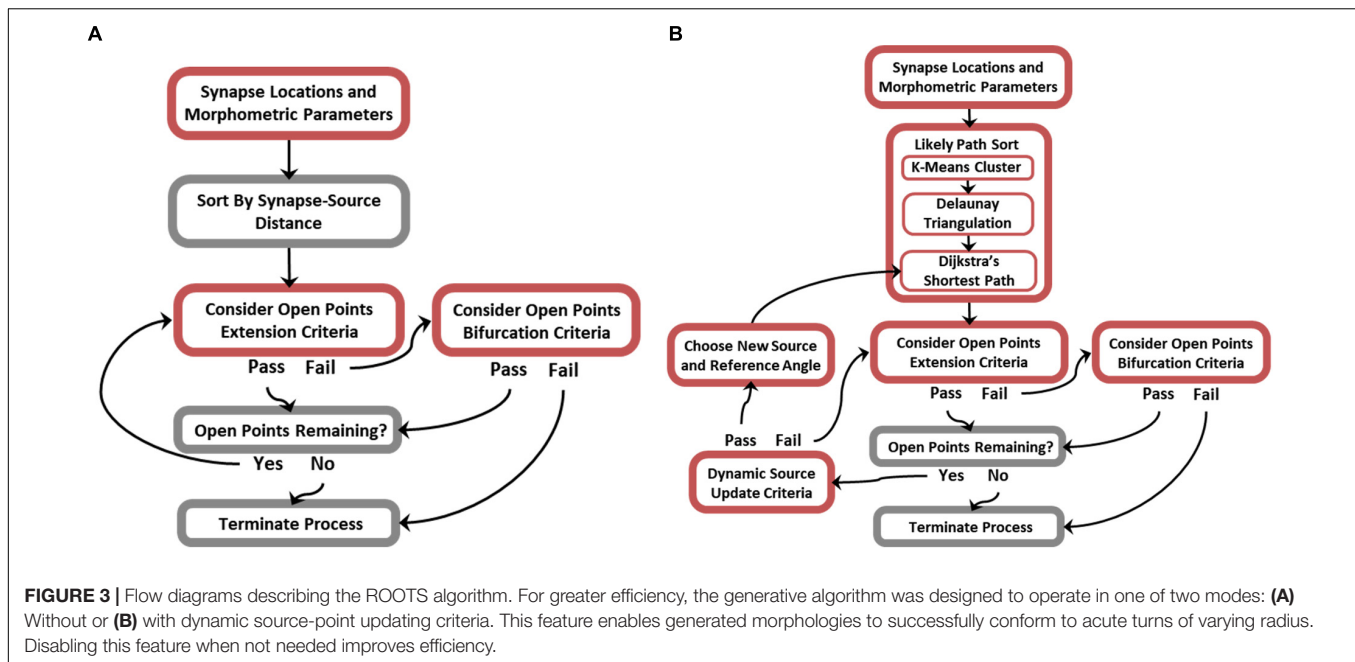 A
Synapse Locations and
Morphometric Parameters
Sort By Synapse-Source
Distance
Consider Open Points
Extension Criteria
Pass Fail
Consider Open Points
Bifurcation Criteria
Pass Fail
Open Points Remaining?
Yes No
Terminate Process
B
Synapse Locations and
Morphometric Parameters
Likely Path Sort
K-Means Cluster
Delaunay
Triangulation
Dijkstra's
Shortest Path
Choose New Source
and Reference Angle
Pass Fail
Dynamic Source
Update Criteria
Consider Open Points
Extension Criteria
Pass Fail
Consider Open Points
Bifurcation Criteria
Pass Fail
Open Points Remaining?
Yes No
Terminate Process
FIGURE 3 | Flow diagrams describing the ROOTS algorithm. For greater efficiency, the generative algorithm was designed to operate in one of two modes: (A)
Without or (B) with dynamic source-point updating criteria. This feature enables generated morphologies to successfully conform to acute turns of varying radius.
Disabling this feature when not needed improves efficiency.